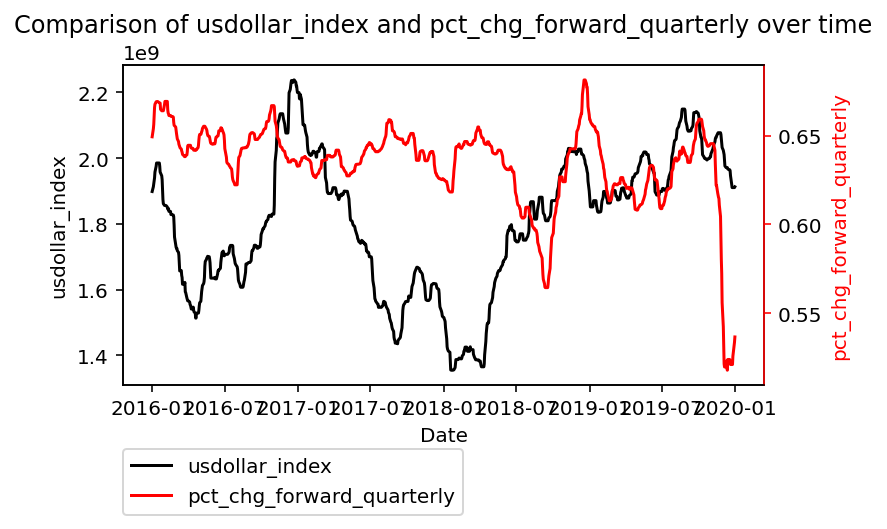 Comparison of usdollar_index and pct_chg_forward_quarterly over time
1e9
2.2
2.0
1.8
1.6
1.4
usdollar_index
0.65
0.60
0.55
pct_chg_forward_quarterly
2016-01 2016-07 2017-01 2017-07 2018-01 2018-07 2019-01 2019-07 2020-01
Date
usdollar_index
pct_chg_forward_quarterly